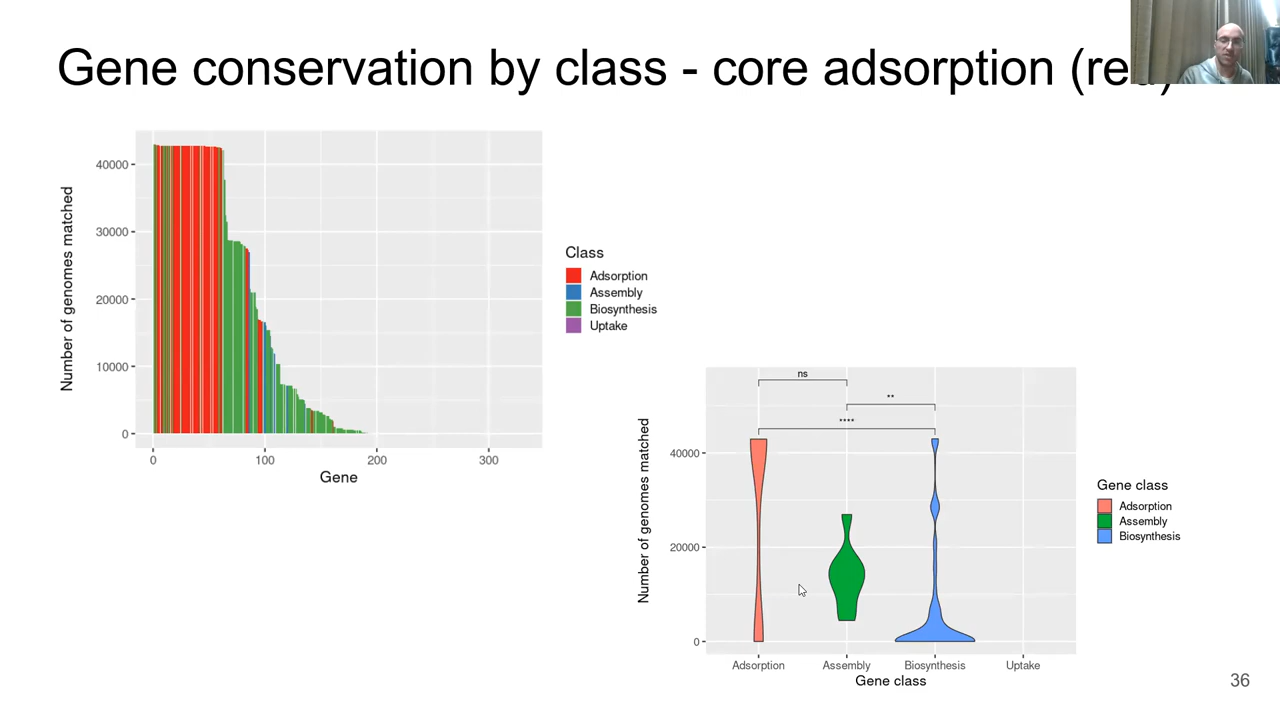 Gene conservation by class - core adsorption (red)
Number of genomes matched
40000
30000
20000
10000
0
0 100 200 300
Gene
Class
Adsorption
Assembly
Biosynthesis
Uptake
Number of genomes matched
40000
20000
0
ns
**
****
Adsorption Assembly Biosynthesis Uptake
Gene class
Gene class
Adsorption
Assembly
Biosynthesis
36